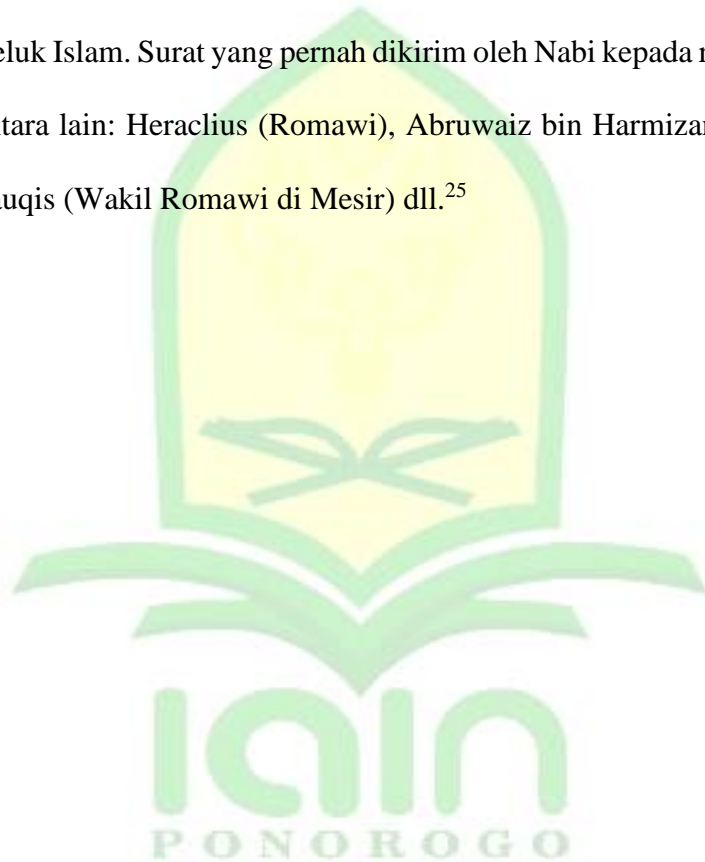 eluk Islam. Surat yang pernah dikirim oleh Nabi kepada
tara lain: Heraclius (Romawi), Abruwaiz bin Harmizan
uqis (Wakil Romawi di Mesir) dll.25
iain
PONOROGO